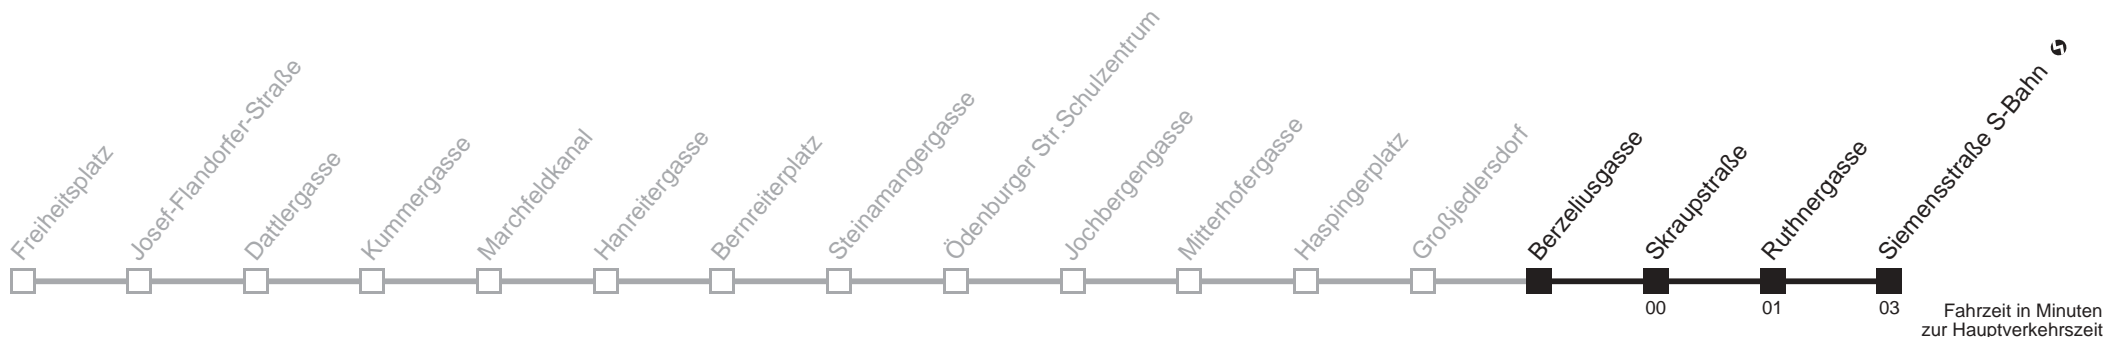 Freiheitsplatz
Josef-Flandorfer-Straße
Dattlergasse
Kummergasse
Marchfeldkanal
Hanreitergasse
Bernreiterplatz
Steinamangergasse
Ödenburger Str.Schulzentrum
Jochbergengasse
Mitterhofergasse
Haspingerplatz
Großjedlersdorf
Berzeliusgasse
Skraupstraße
Ruthnergasse
Siemensstraße S-Bahn
00
01
03
Fahrzeit in Minuten
zur Hauptverkehrszeit